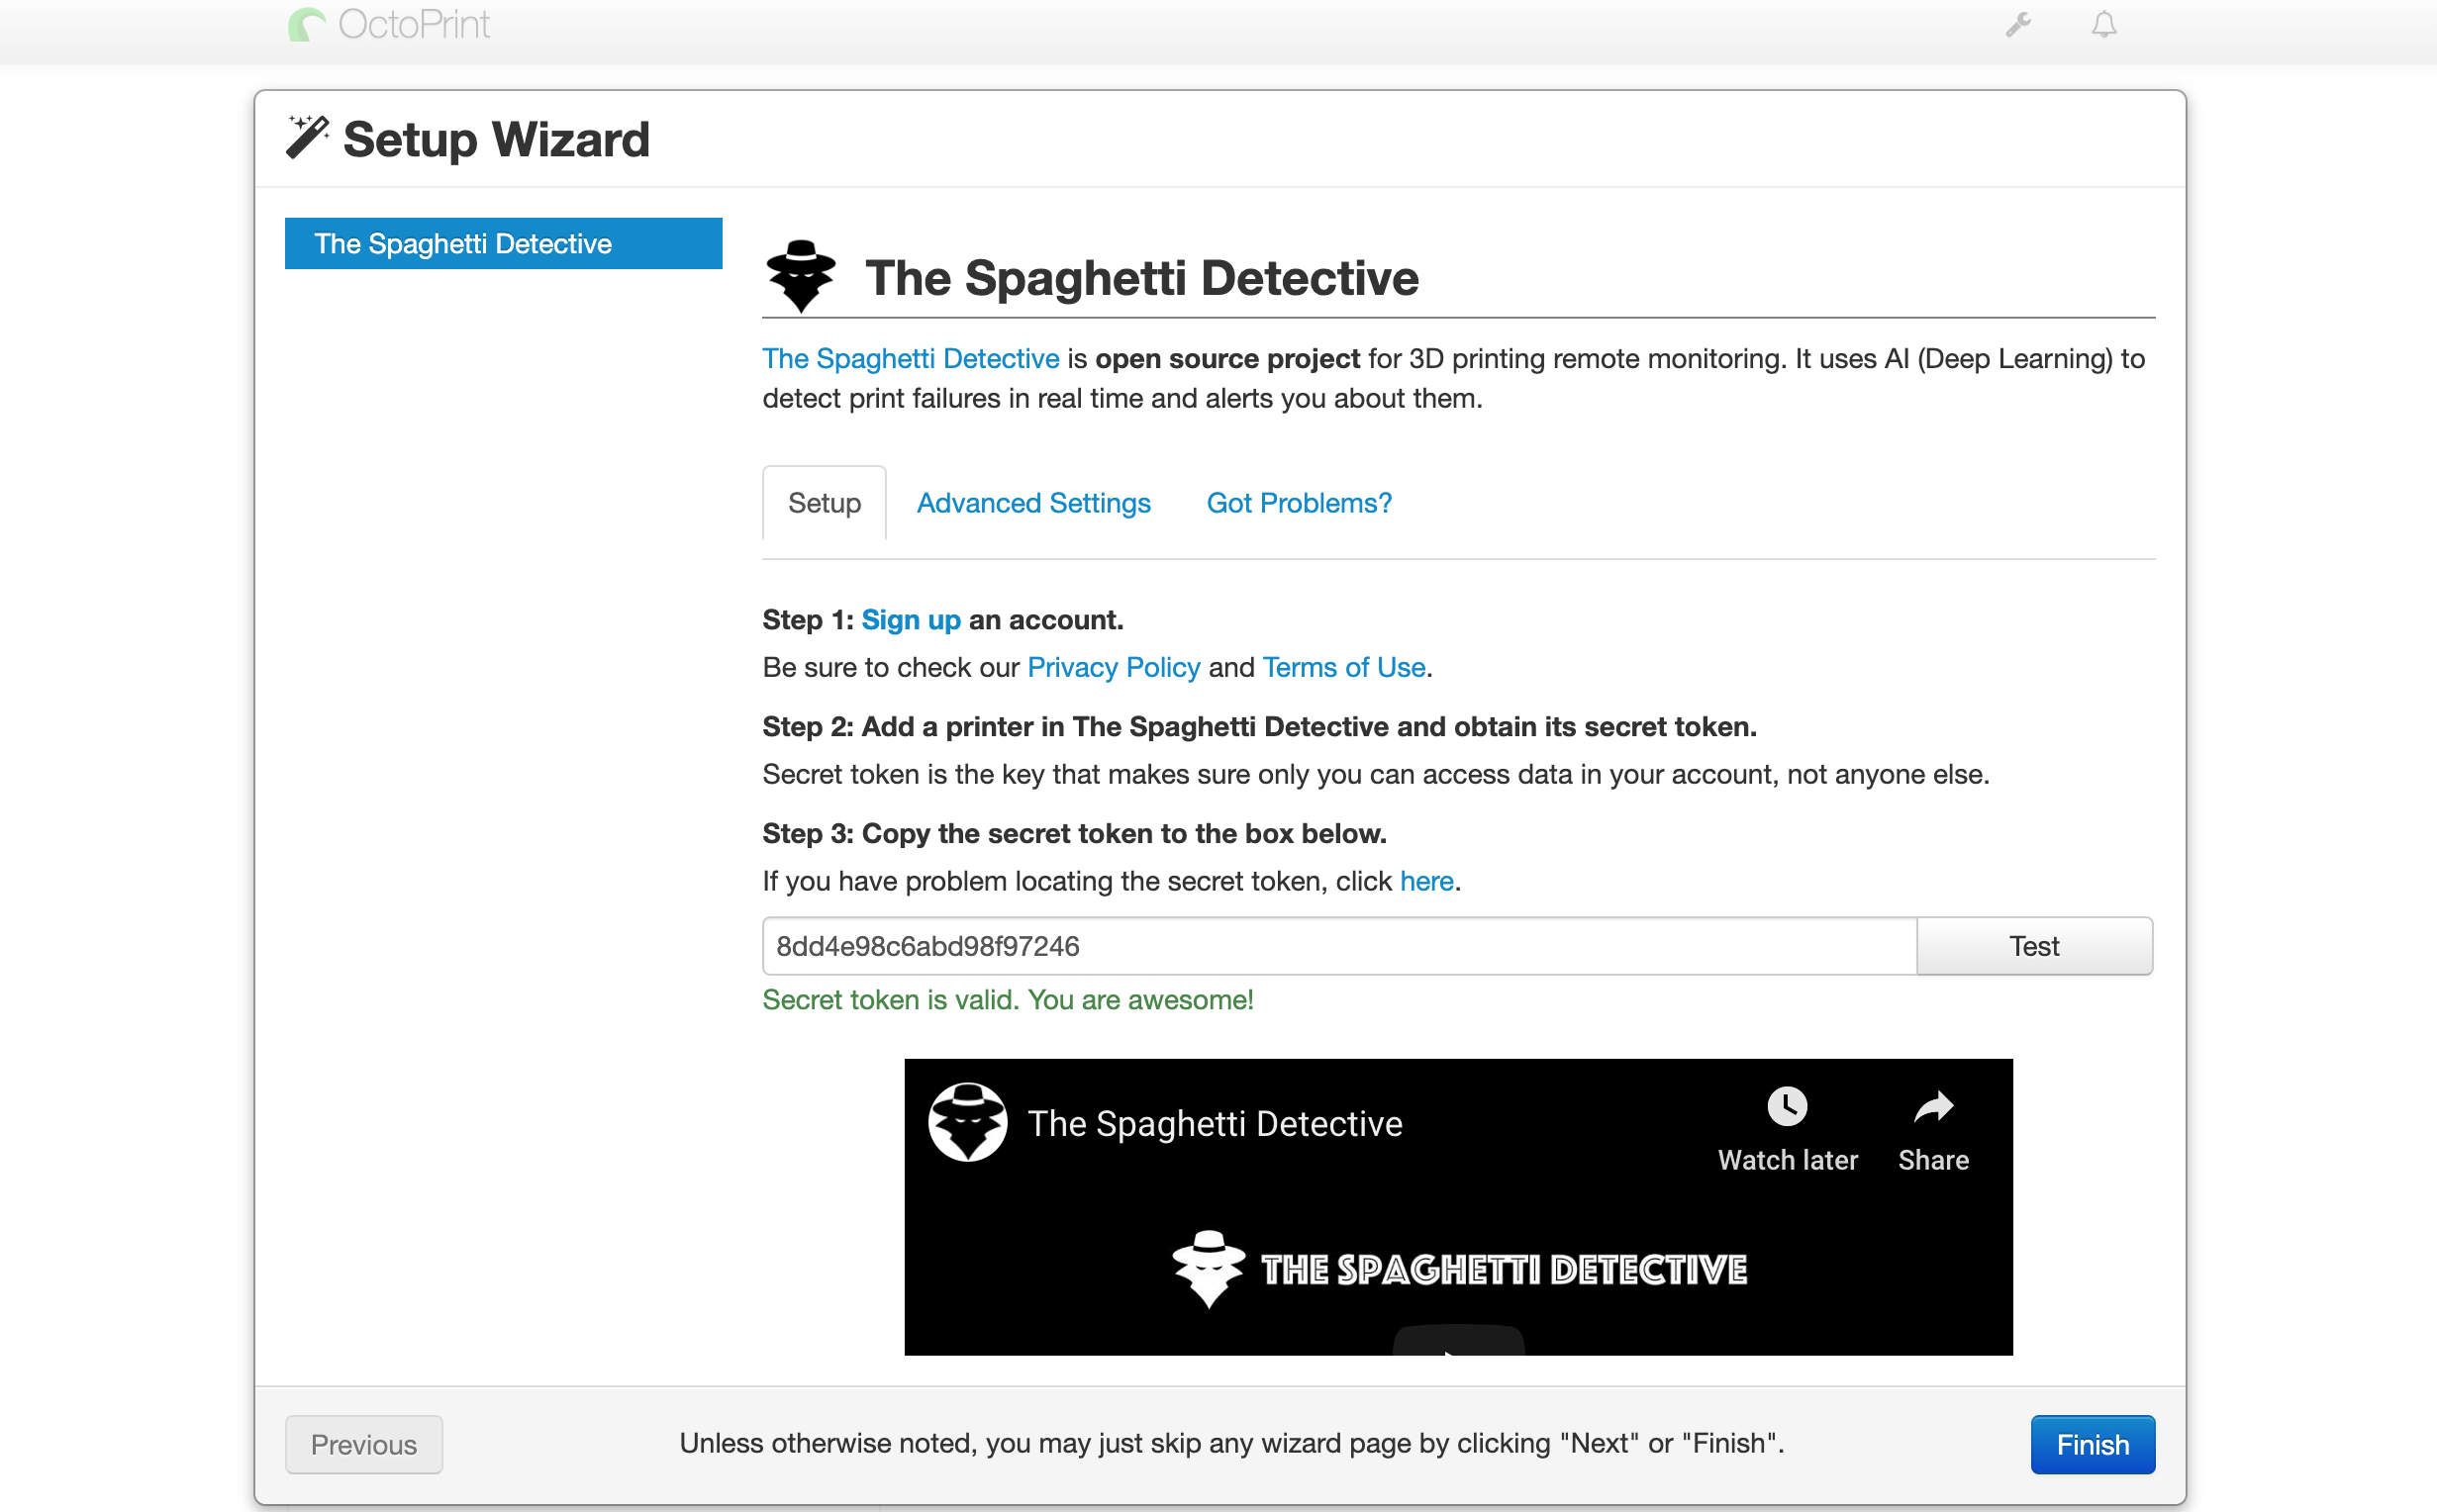 OctoPrint
Setup Wizard
The Spaghetti Detective
The Spaghetti Detective
The Spaghetti Detective is open source project for 3D printing remote monitoring. It uses AI (Deep Learning) to
detect print failures in real time and alerts you about them.
Setup Advanced Settings Got Problems?
Step 1: Sign up an account.
Be sure to check our Privacy Policy and Terms of Use.
Step 2: Add a printer in The Spaghetti Detective and obtain its secret token.
Secret token is the key that makes sure only you can access data in your account, not anyone else.
Step 3: Copy the secret token to the box below.
If you have problem locating the secret token, click here.
8dd4e98c6abd98f97246 Test
Secret token is valid. You are awesome!
The Spaghetti Detective
Watch later Share
THE SPAGHETTI DETECTIVE
Previous Unless otherwise noted, you may just skip any wizard page by clicking "Next" or "Finish". Finish